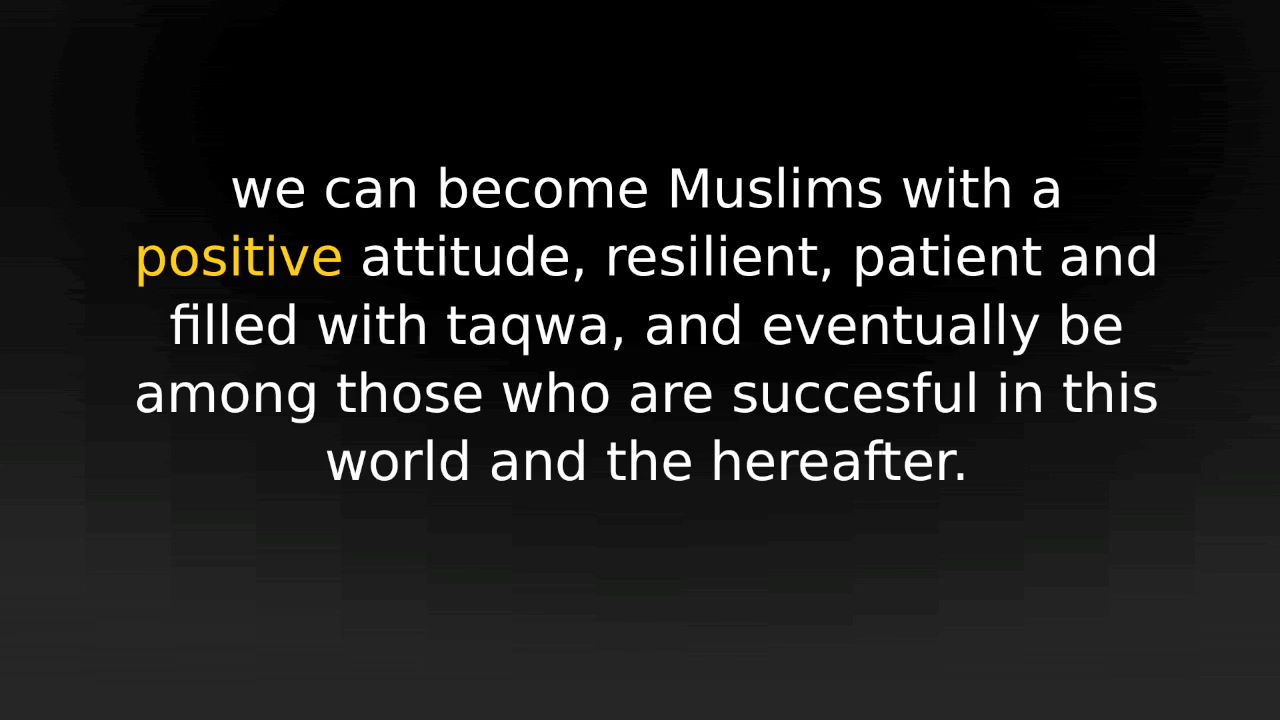 we can become Muslims with a
positive attitude, resilient, patient and
filled with taqwa, and eventually be
among those who are succesful in this
world and the hereafter.